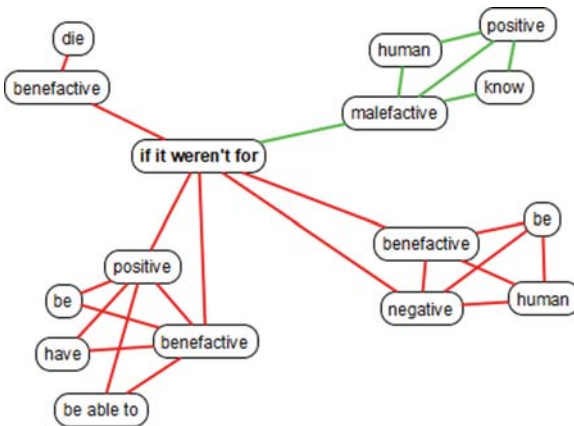 die
benefactive
human
positive
know
malefactive
if it weren't for
benefactive
be
negative
human
positive
be
have
benefactive
be able to